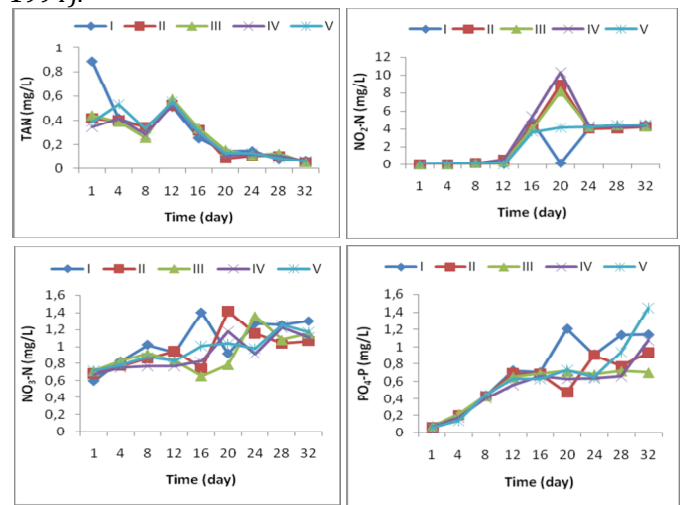 1994).
I II III IV V
TAN (mg/L)
1
0,8
0,6
0,4
0,2
0
1 4 8 12 16 20 24 28 32
Time (day)
I II III IV V
NO2-N (mg/L)
12
10
8
6
4
2
0
1 4 8 12 16 20 24 28 32
Time (day)
I II III IV V
NO3-N (mg/L)
1,6
1,4
1,2
1
0,8
0,6
0,4
0,2
0
1 4 8 12 16 20 24 28 32
Time (day)
I II III IV V
PO4-P (mg/L)
1,6
1,4
1,2
1
0,8
0,6
0,4
0,2
0
1 4 8 12 16 20 24 28 32
Time (day)